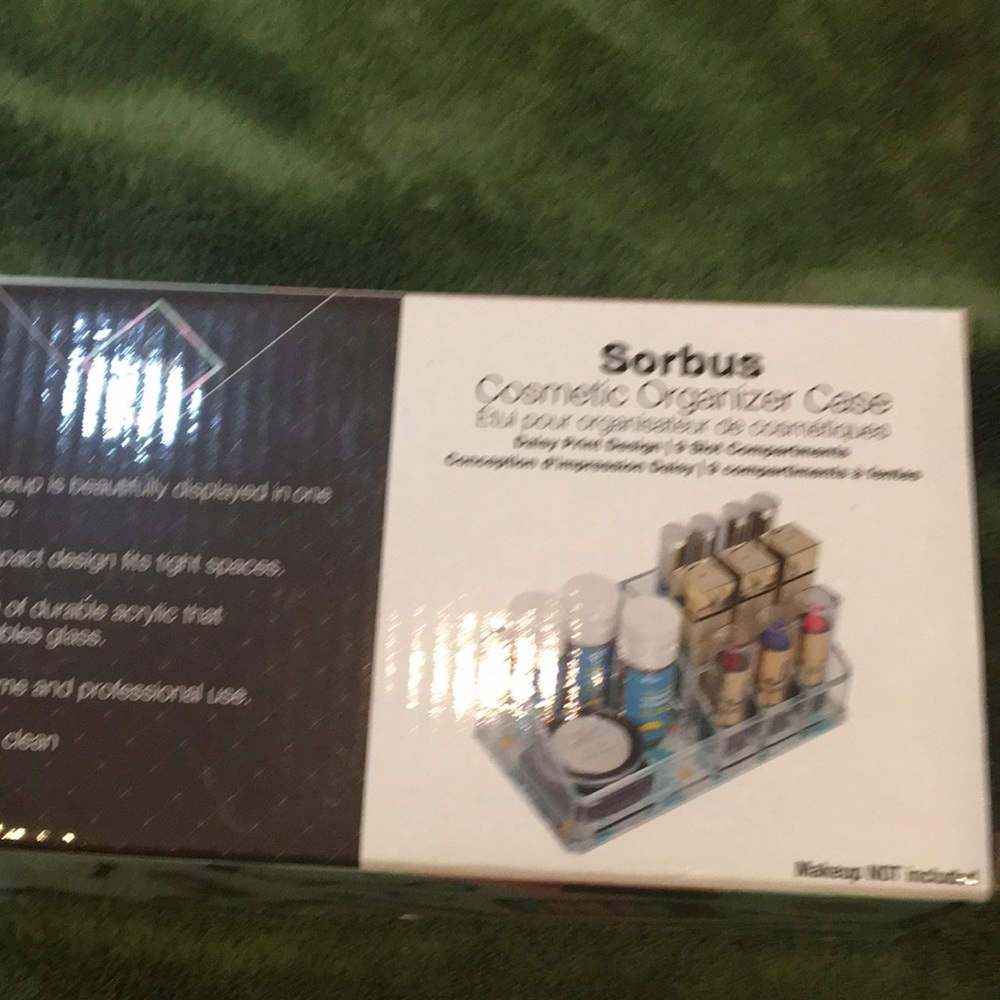 Sorbus
Cosmetic Organizer Case
Étui pour organisateur de cosmétiques
Daisy Print Design | 9 Slot Compartments
Conception d'impression Daisy | 9 compartiments à fentes
Makeup NOT included
keup is beautifully displayed in one
e.
pact design fits tight spaces.
of durable acrylic that
bles glass.
me and professional use.
clean